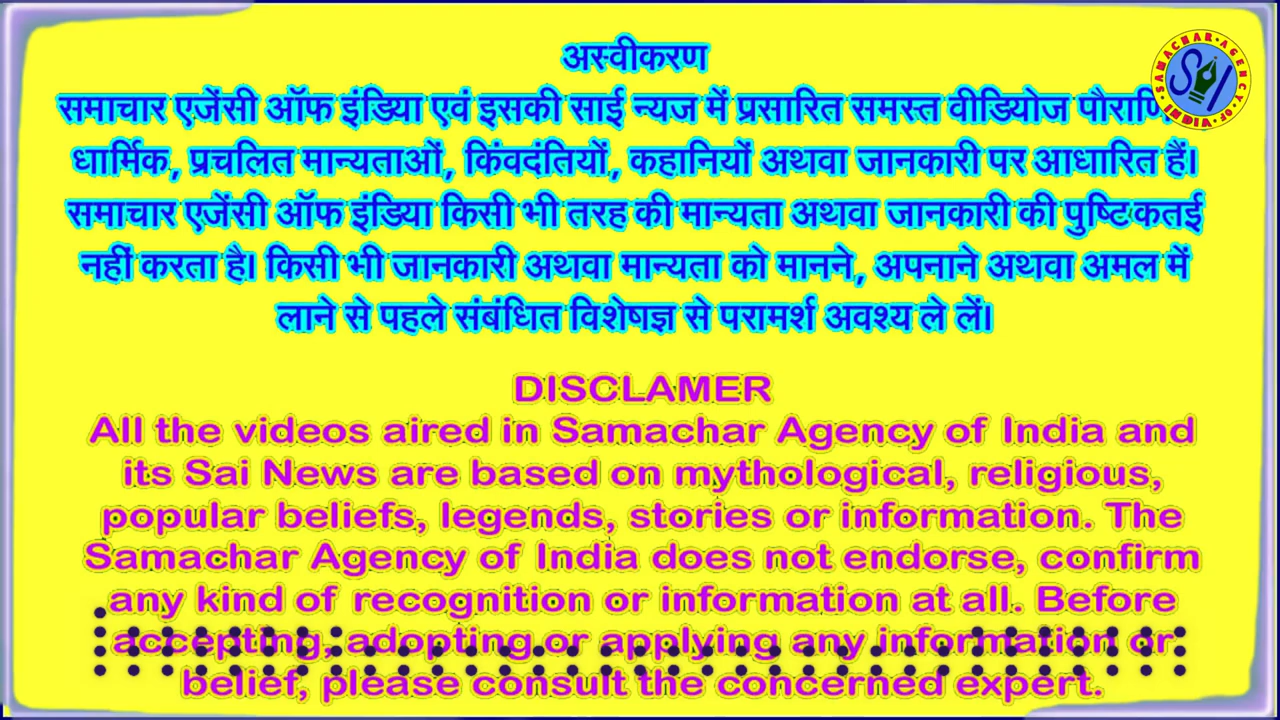 अस्वीकरण
समाचार एजेंसी ऑफ इंडिया एवं इसकी साई न्यज में प्रसारित समस्त वीडियोज
धार्मिक, प्रचलित मान्यताओं, किंवदंतियों, कहानियों अथवा जानकारी पर आधारित हैं।
समाचार एजेंसी ऑफ इंडिया किसी भी तरह की मान्यता अथवा जानकारी की पुष्टि कतई
नहीं करता है। किसी भी जानकारी अथवा मान्यता को मानने, अपनाने अथवा अमल में
लाने से पहले संबंधित विशेषज्ञ से परामर्श अवश्य ले लें।
SAMACHAR AGENCY OF INDIA
DISCLAMER
All the videos aired in Samachar Agency of India and
its Sai News are based on mythological, religious,
popular beliefs, legends, stories or information. The
Samachar Agency of India does not endorse, confirm
any kind of recognition or information at all. Before
accepting, adopting or applying any information or
belief, please consult the concerned expert.